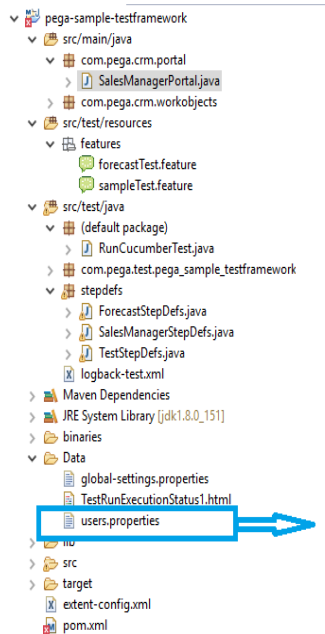 pega-sample-testframework
src/main/java
com.pega.crm.portal
SalesManagerPortal.java
com.pega.crm.workobjects
src/test/resources
features
forecastTest.feature
sampleTest.feature
src/test/java
(default package)
RunCucumberTest.java
com.pega.test.pega_sample_testframework
stepdefs
ForecastStepDefs.java
SalesManagerStepDefs.java
TestStepDefs.java
logback-test.xml
Maven Dependencies
JRE System Library [jdk1.8.0_151]
binaries
Data
global-settings.properties
TestRunExecutionStatus1.html
users.properties
lib
src
target
extent-config.xml
pom.xml